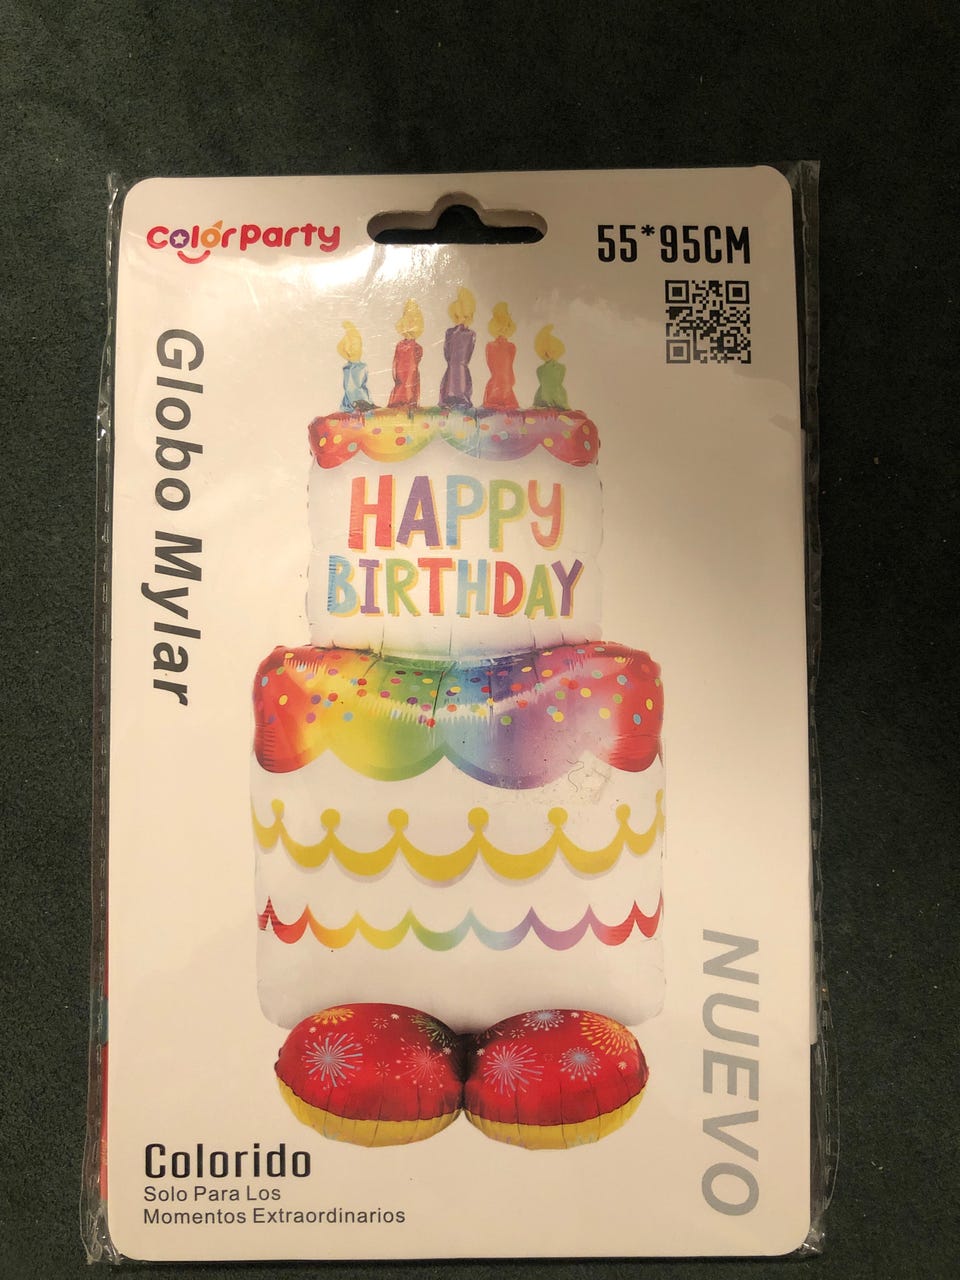 colorparty
55*95CM
Globo Mylar
HAPPY
BIRTHDAY
NUEVO
Colorido
Solo Para Los
Momentos Extraordinarios